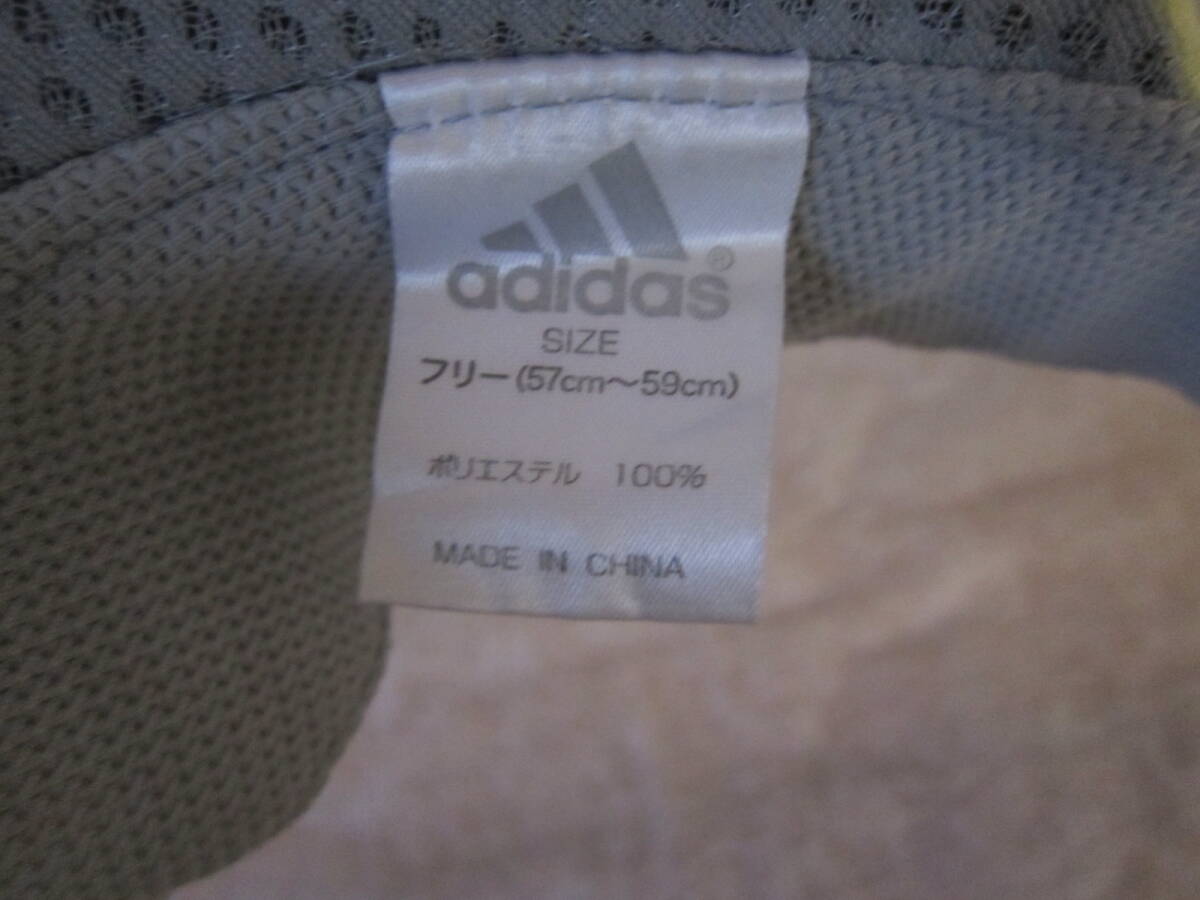 adidas®
SIZE
フリー(57cm～59cm)
ポリエステル 100%
MADE IN CHINA